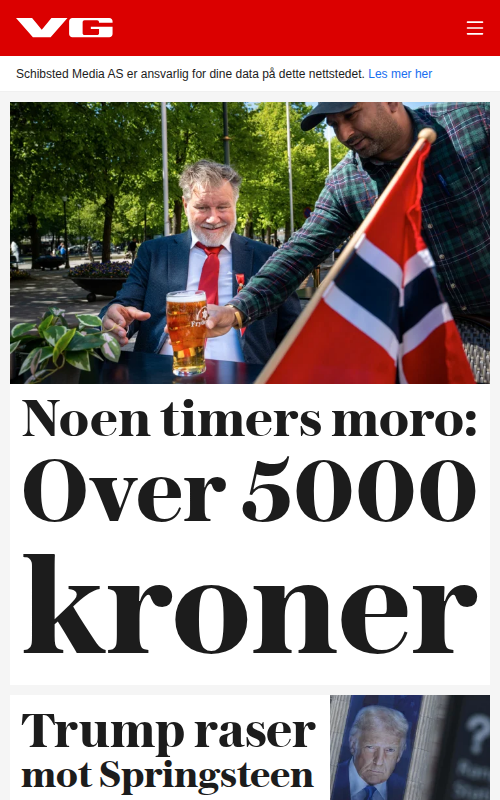 VG
Schibsted Media AS er ansvarlig for dine data på dette nettstedet. Les mer her
Noen timers moro:
Over 5000
kroner
Trump raser
mot Springsteen